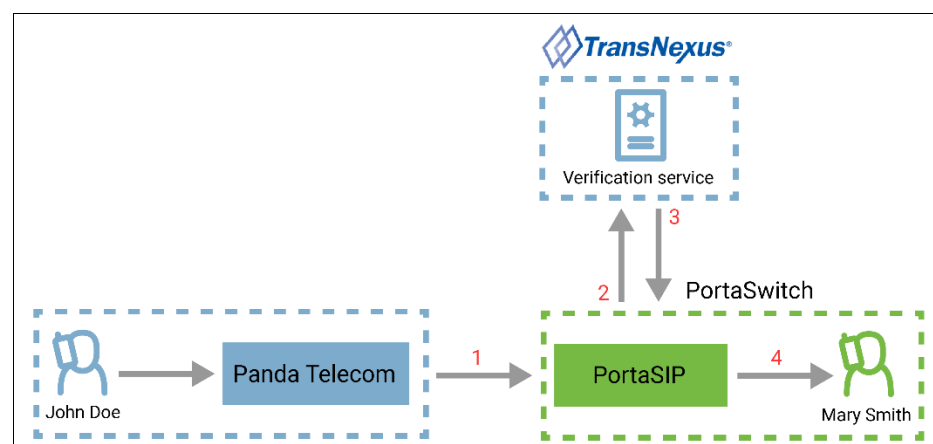 TransNexus®
Verification service
2
3
PortaSwitch
John Doe
Panda Telecom
1
PortaSIP
4
Mary Smith